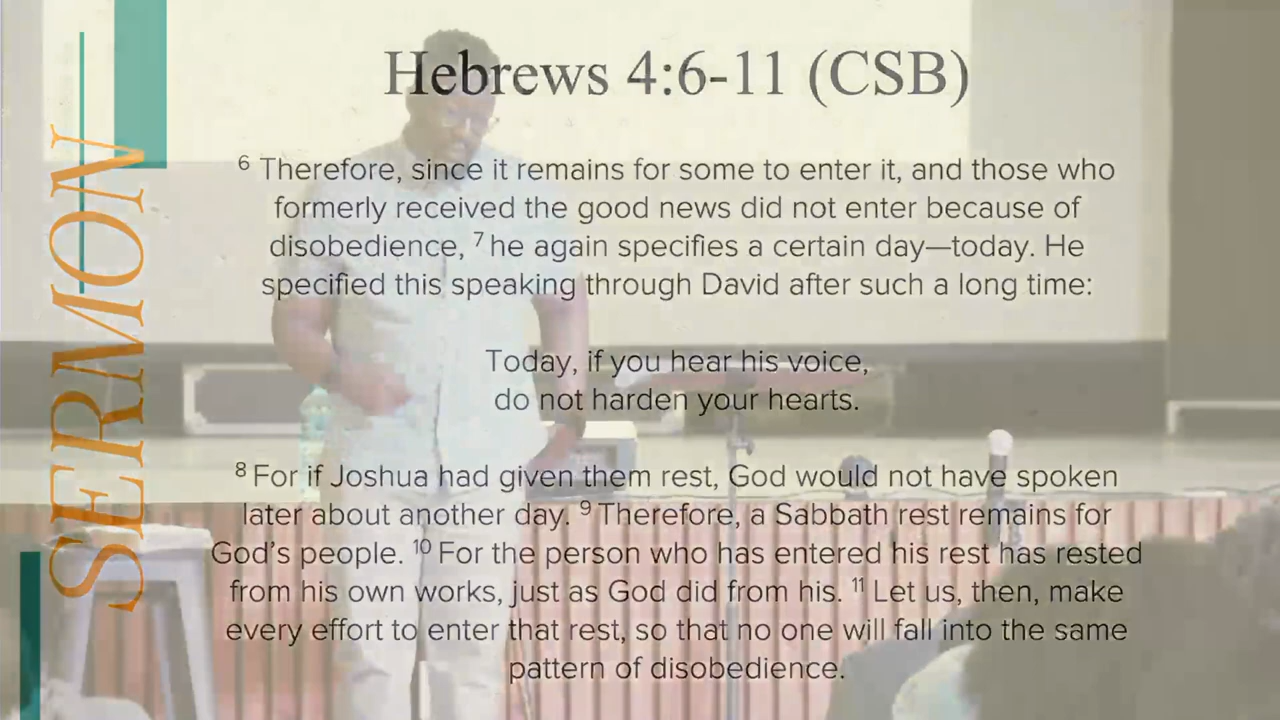 SERMON
Hebrews 4:6-11 (CSB)
⁶ Therefore, since it remains for some to enter it, and those who
formerly received the good news did not enter because of
disobedience, ⁷ he again specifies a certain day—today. He
specified this speaking through David after such a long time:
Today, if you hear his voice,
do not harden your hearts.
⁸ For if Joshua had given them rest, God would not have spoken
later about another day. ⁹ Therefore, a Sabbath rest remains for
God’s people. ¹⁰ For the person who has entered his rest has rested
from his own works, just as God did from his. ¹¹ Let us, then, make
every effort to enter that rest, so that no one will fall into the same
pattern of disobedience.